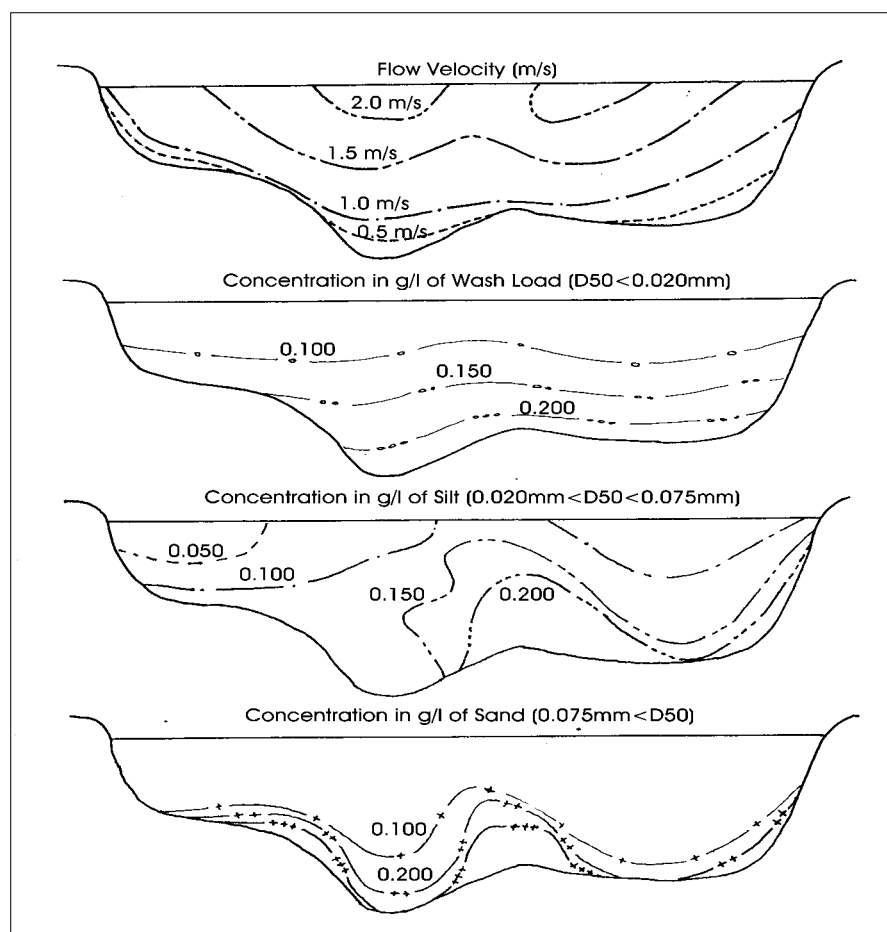 Flow Velocity (m/s)
2.0 m/s
1.5 m/s
1.0 m/s
0.5 m/s
Concentration in g/l of Wash Load (D50<0.020mm)
0.100
0.150
0.200
Concentration in g/l of Silt (0.020mm<D50<0.075mm)
0.050
0.100
0.150
0.200
Concentration in g/l of Sand (0.075mm<D50)
0.100
0.200